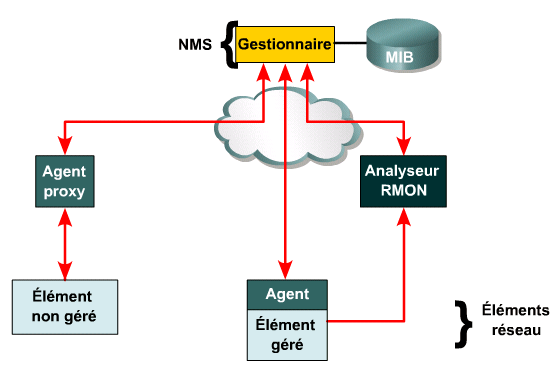 NMS
Gestionnaire
MIB
Agent
proxy
Analyseur
RMON
Élément
non géré
Agent
Élément
géré
Éléments
réseau